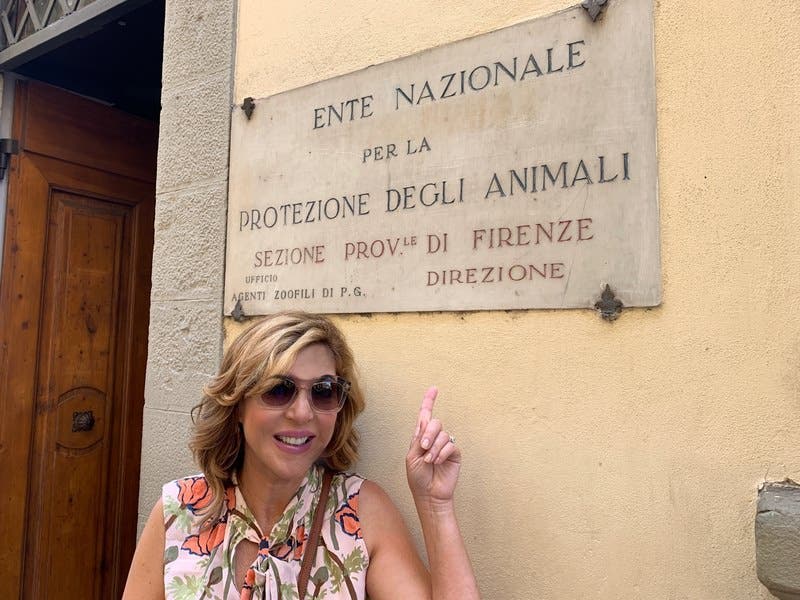 ENTE NAZIONALE
PER LA
PROTEZIONE DEGLI ANIMALI
SEZIONE PROV.LE DI FIRENZE
UFFICIO
AGENTI ZOOFILI DI P.G.
DIREZIONE